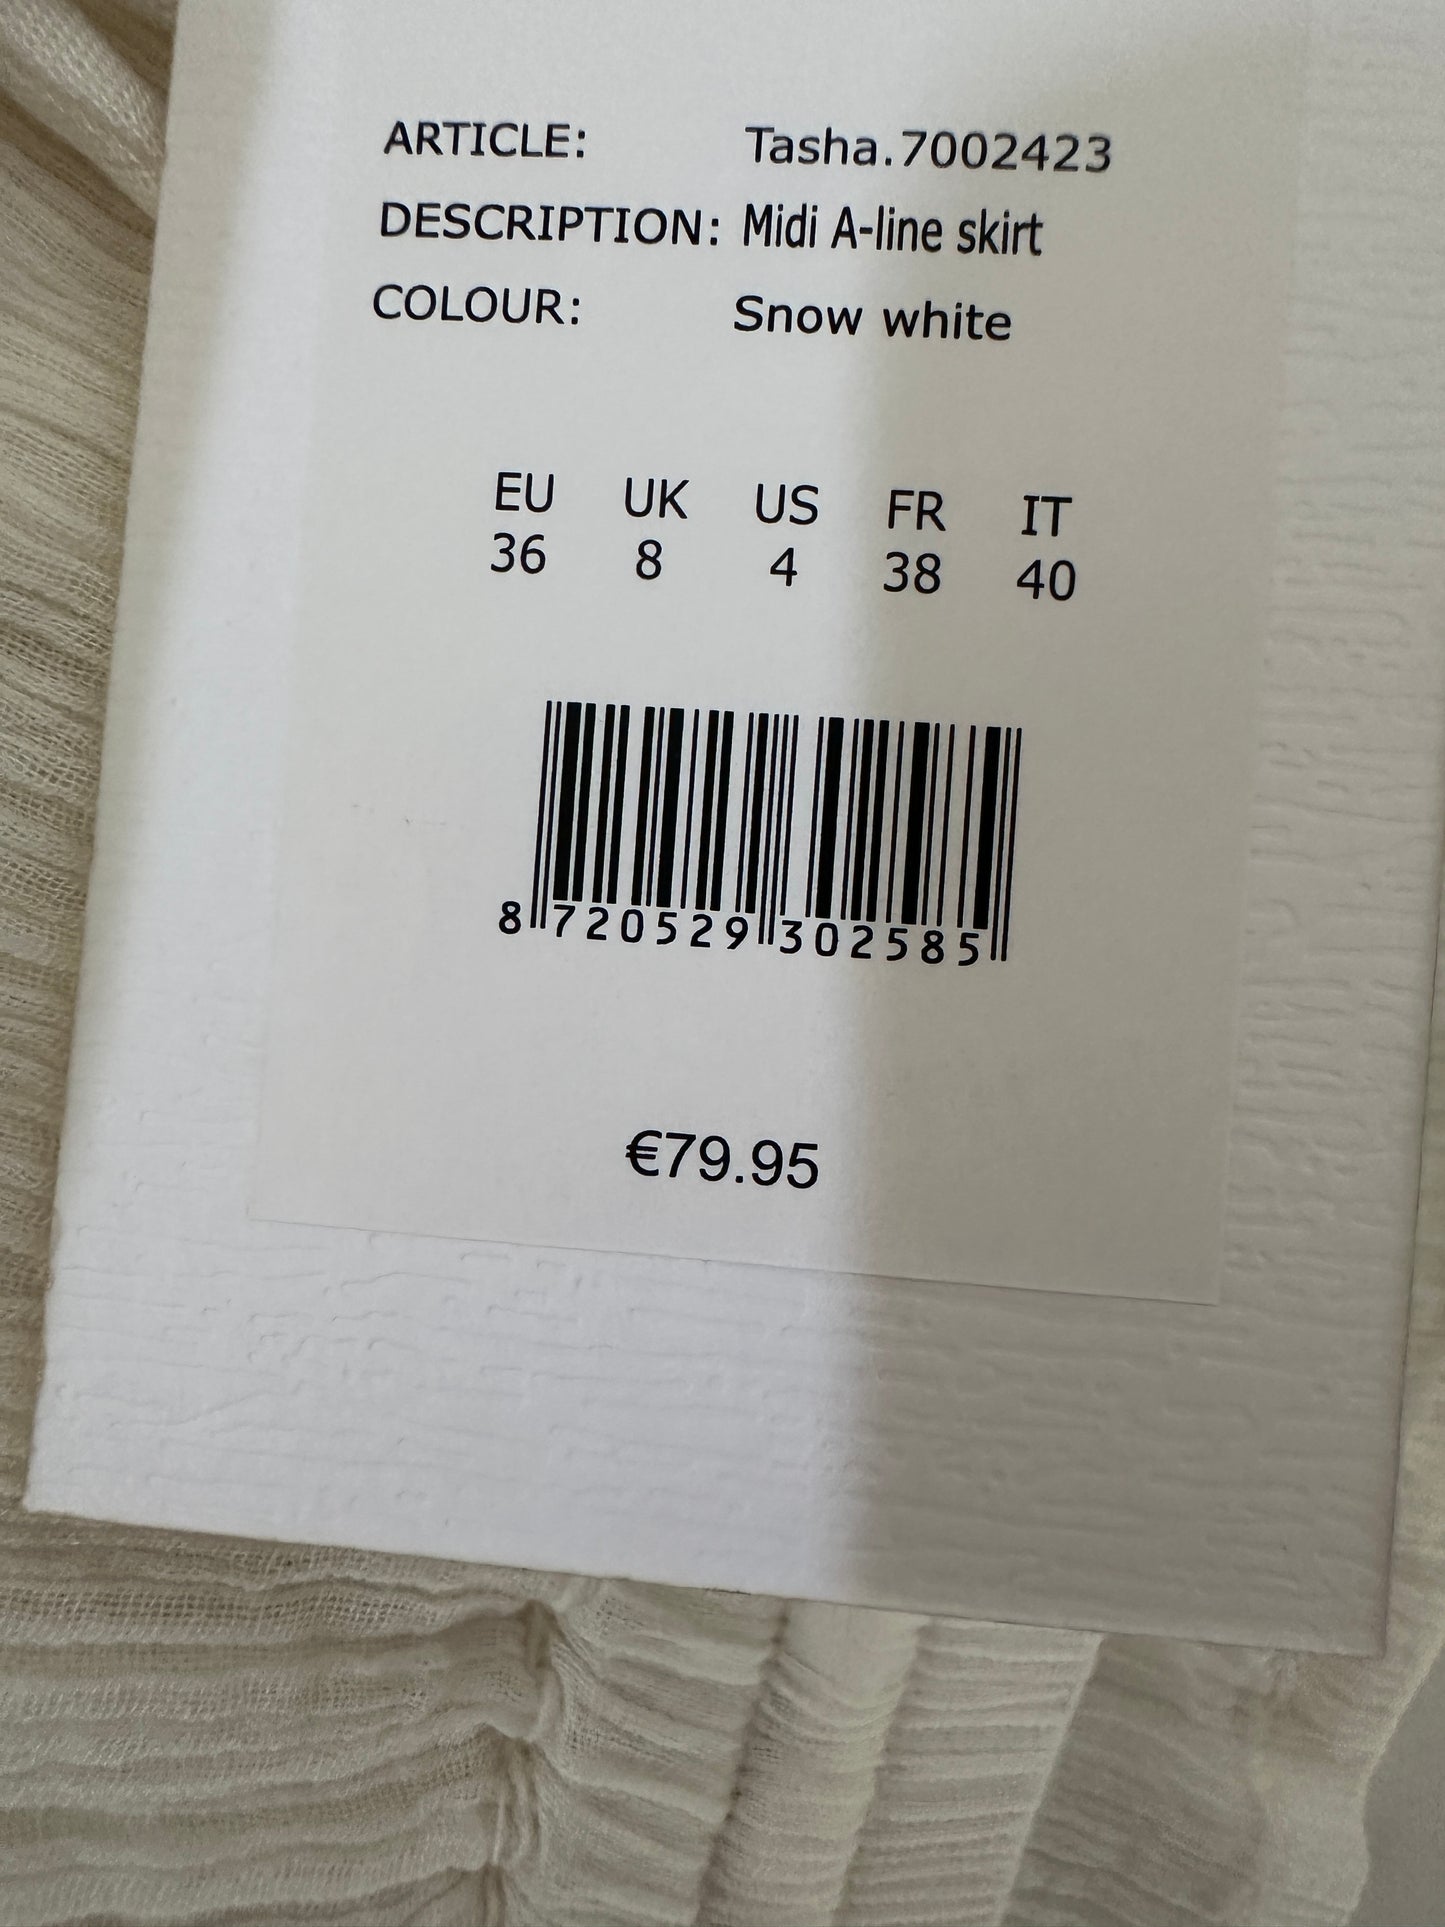 ARTICLE: Tasha.7002423
DESCRIPTION: Midi A-line skirt
COLOUR: Snow white
EU UK US FR IT
36 8 4 38 40
8 720529 302585
€79.95